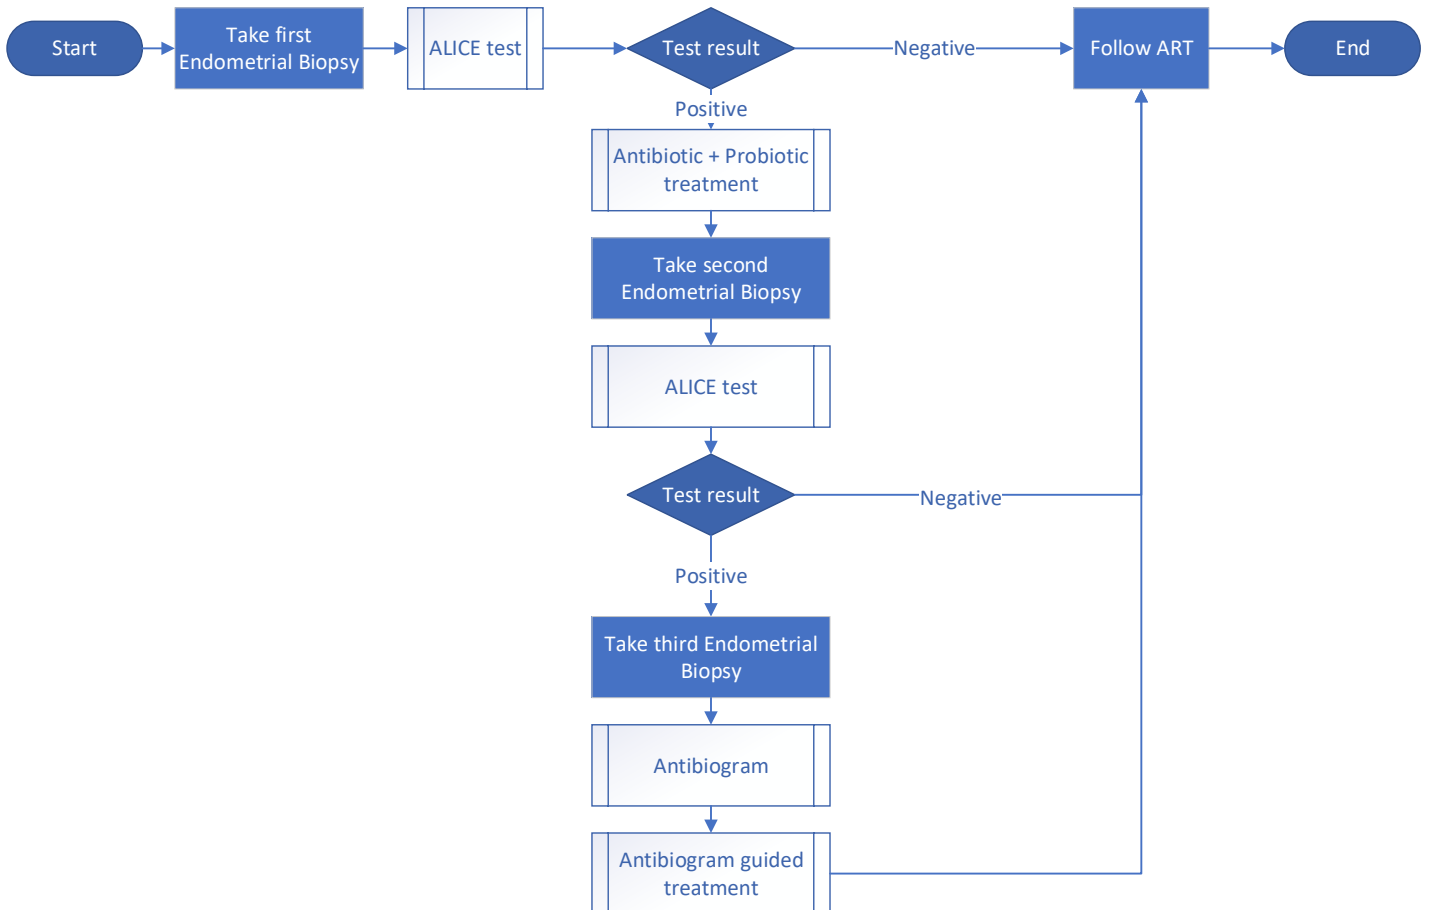 Start
Take first
Endometrial Biopsy
ALICE test
Test result
Negative
Follow ART
End
Positive
Antibiotic + Probiotic
treatment
Take second
Endometrial Biopsy
ALICE test
Test result
Negative
Positive
Take third Endometrial
Biopsy
Antibiogram
Antibiogram guided
treatment